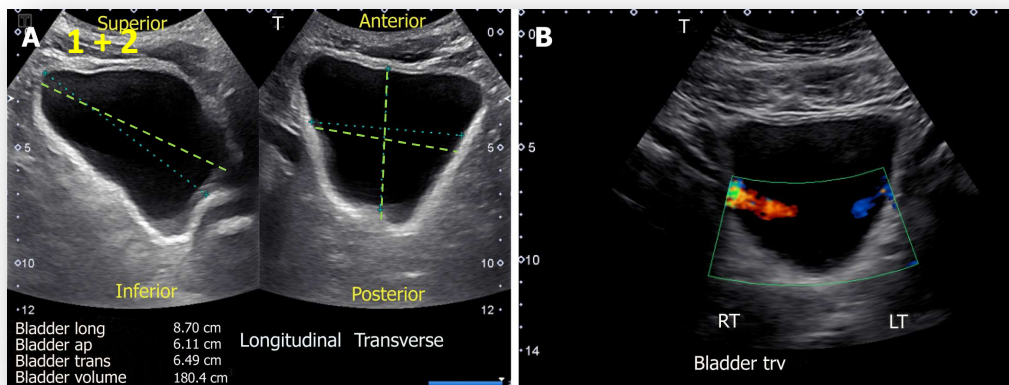 A
1 + 2
Superior
T
Anterior
0
5
5
10
10
12
12
Inferior
Posterior
Bladder long 8.70 cm
Bladder ap 6.11 cm
Bladder trans 6.49 cm
Bladder volume 180.4 cm
Longitudinal Transverse
B
T
0
5
10
14
RT
LT
Bladder trv